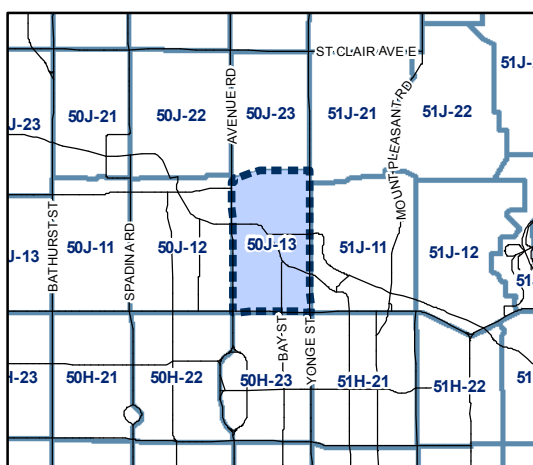 ST CLAIR AVE E
51J-
50J-21
50J-22
AVENUE RD
50J-23
51J-21
51J-22
J-23
MOUNT PLEASANT RD
BATHURST ST
J-13
50J-11
SPADINA RD
50J-12
50J-13
51J-11
51J-12
51
BAY ST
YONGE ST
H-23
50H-21
50H-22
50H-23
51H-21
51H-22
51